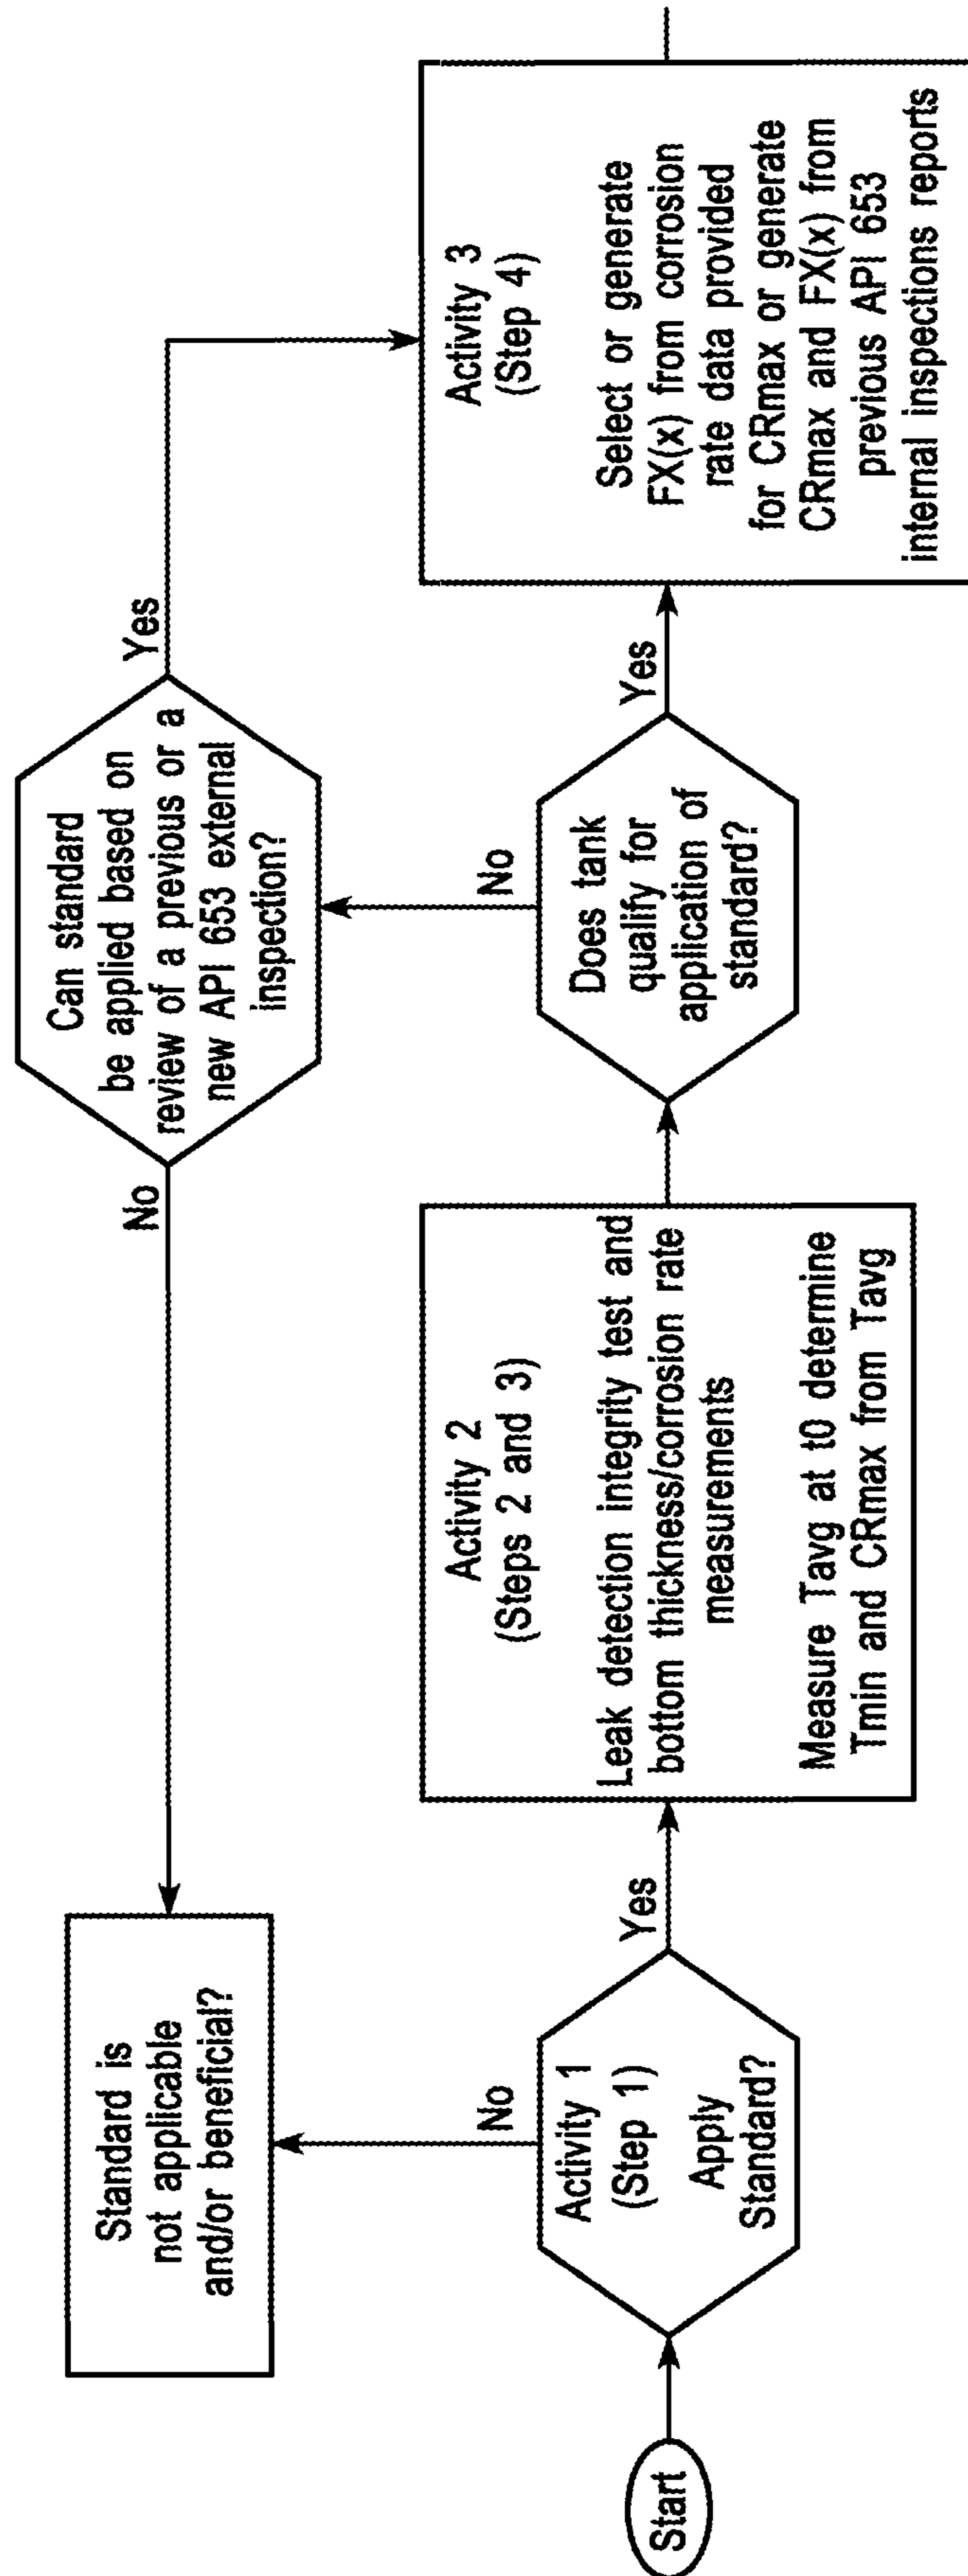 Start
Activity 1
(Step 1)
Apply
Standard?
No
Yes
Standard is
not applicable
and/or beneficial?
Activity 2
(Steps 2 and 3)
Leak detection integrity test and
bottom thickness/corrosion rate
measurements
Measure Tavg at t0 determine
Tmin and CRmax from Tavg
Does tank
qualify for
application of
standard?
No
Yes
Can standard
be applied based on
review of a previous or a
new API 653 external
inspection?
No
Yes
Activity 3
(Step 4)
Select or generate
FX(x) from corrosion
rate data provided
for CRmax or generate
CRmax and FX(x) from
previous API 653
internal inspections reports